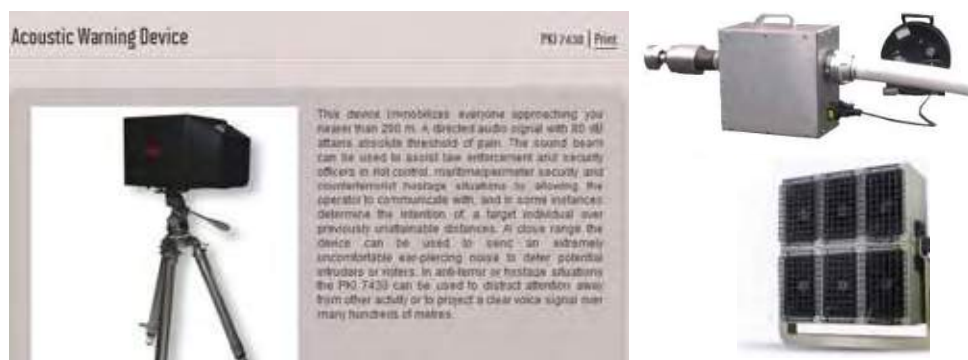 Acoustic Warning Device
PKI 7430 | Print
This device immobilizes everyone approaching you
nearer than 200 m. A directed audio signal with 80 dB
attains absolute threshold of pain. The sound beam
can be used to assist law enforcement and security
officers in riot control, maritime/perimeter security and
counterterrorist hostage situations by allowing the
operator to communicate with, and in some instances
determine the intention of, a target individual over
previously unattainable distances. At close range the
device can be used to send an extremely
uncomfortable ear-piercing noise to deter potential
intruders or rioters. In anti-terror or hostage situations
the PKI 7430 can be used to distract attention away
from other activity or to project a clear voice signal over
many hundreds of metres.